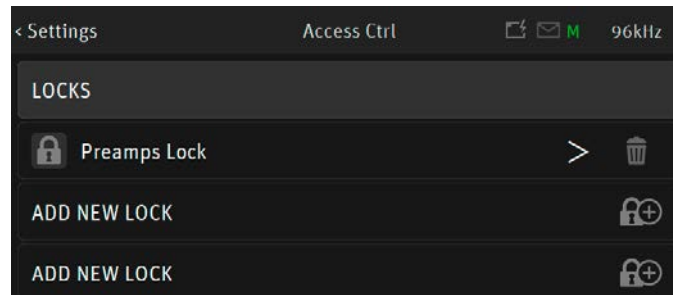 < Settings Access Ctrl M 96kHz
LOCKS
Preamps Lock >
ADD NEW LOCK
ADD NEW LOCK